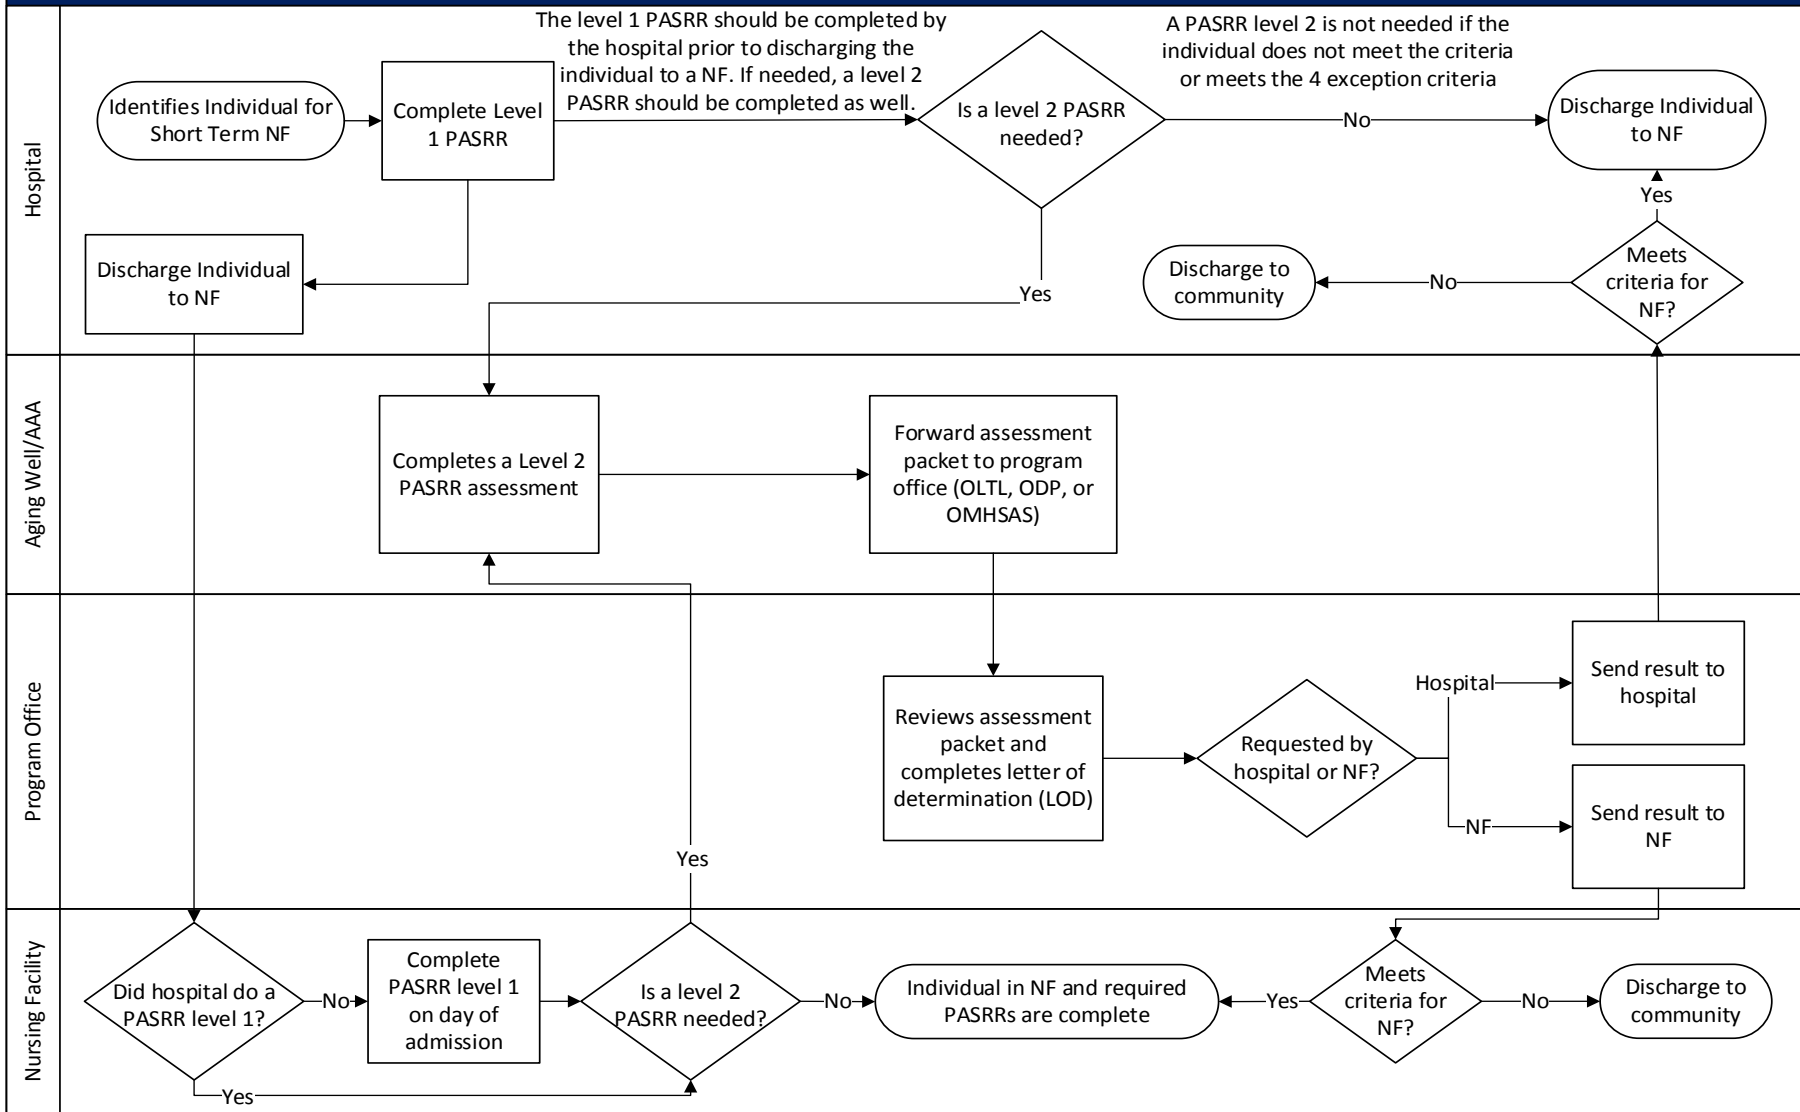 Hospital
The level 1 PASRR should be completed by
the hospital prior to discharging the
individual to a NF. If needed, a level 2
PASRR should be completed as well.
A PASRR level 2 is not needed if the
individual does not meet the criteria
or meets the 4 exception criteria
Identifies Individual for
Short Term NF
Complete Level
1 PASRR
Is a level 2 PASRR
needed?
No
Discharge Individual
to NF
Yes
Discharge Individual
to NF
Yes
Discharge to
community
No
Meets
criteria for
NF?
Aging Well/AAA
Completes a Level 2
PASRR assessment
Forward assessment
packet to program
office (OLTL, ODP, or
OMHSAS)
Program Office
Reviews assessment
packet and
completes letter of
determination (LOD)
Requested by
hospital or NF?
Hospital
Send result to
hospital
NF
Send result to
NF
Yes
Nursing Facility
Did hospital do a
PASRR level 1?
No
Complete
PASRR level 1
on day of
admission
Is a level 2
PASRR needed?
No
Individual in NF and required
PASRRs are complete
Yes
Meets
criteria for
NF?
No
Discharge to
community
Yes